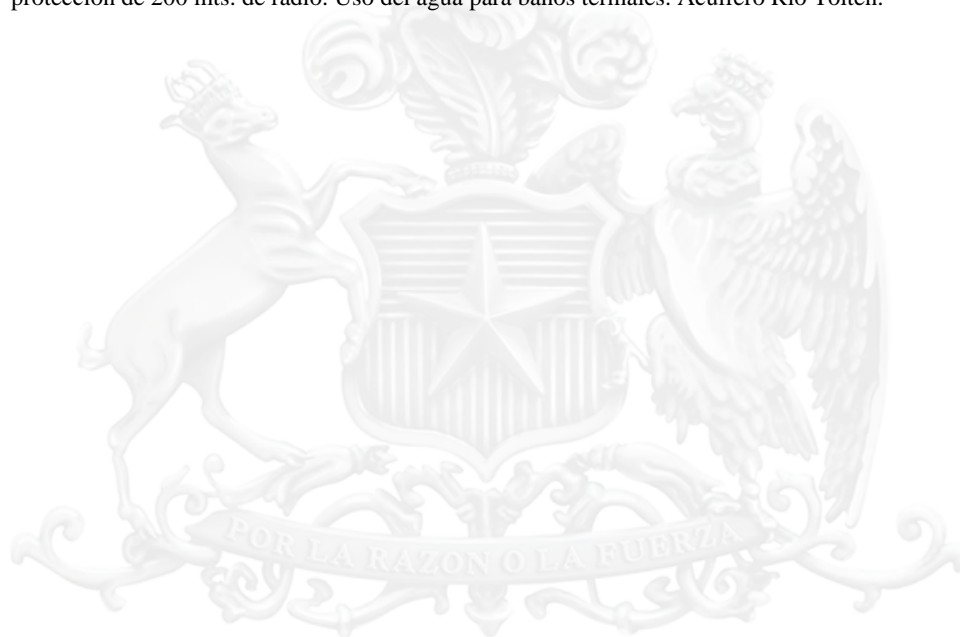 protección de 200 mts. de radio. Uso del agua para baños termales. Acuífero Río Toltén.
POR LA RAZON O LA FUERZA